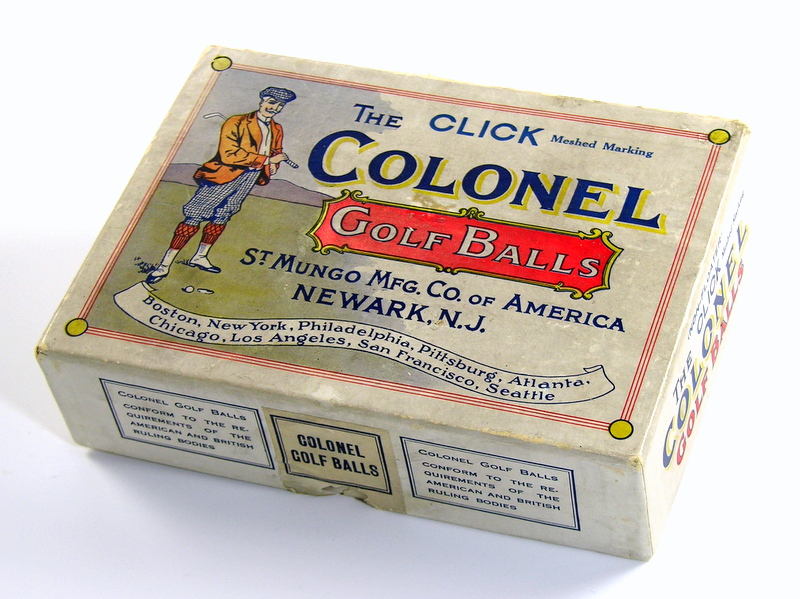 THE CLICK Meshed Marking
COLONEL
GOLF BALLS
ST MUNGO MFG. CO. OF AMERICA
NEWARK, N.J.
Boston, New York, Philadelphia, Pittsburg, Atlanta.
Chicago, Los Angeles, San Francisco, Seattle
COLONEL GOLF BALLS
CONFORM TO THE RE-
QUIREMENTS OF THE
AMERICAN AND BRITISH
RULING BODIES
COLONEL
GOLF BALLS
COLONEL GOLF BALLS
CONFORM TO THE RE-
QUIREMENTS OF THE
AMERICAN AND BRITISH
RULING BODIES
THE CLICK
COLONEL
GOLF BALLS